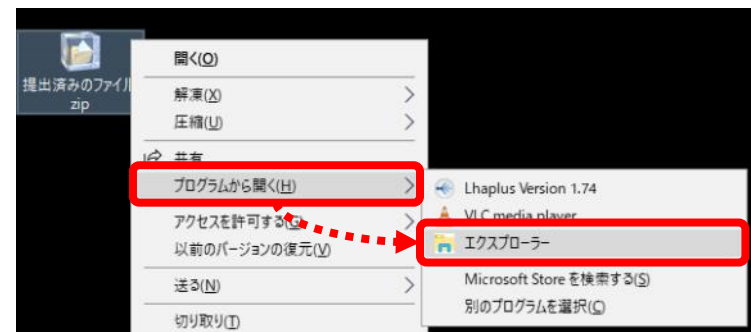 提出済みのファイル
zip
開く(O)
解凍(X)
圧縮(U)
共有
プログラムから開く(H)
アクセスを許可する(G)
以前のバージョンの復元(V)
送る(N)
切り取り(T)
Lhaplus Version 1.74
VLC media player
エクスプローラー
Microsoft Store を検索する(S)
別のプログラムを選択(C)